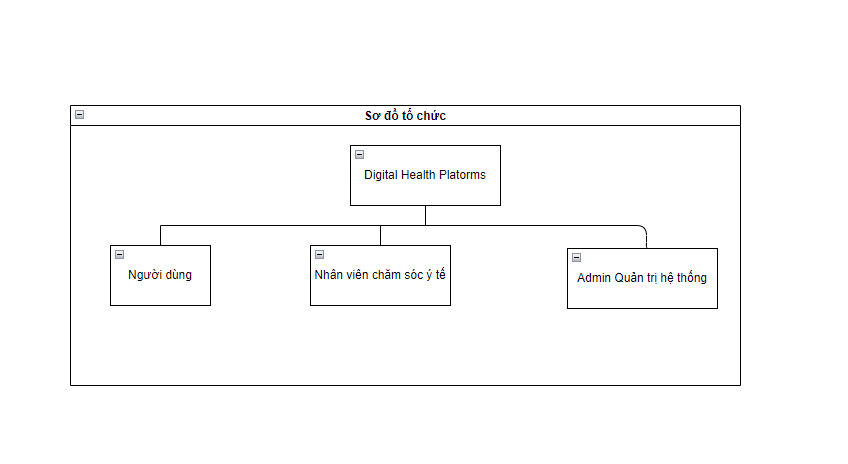 Sơ đồ tổ chức
Digital Health Platorms
Người dùng
Nhân viên chăm sóc ý tế
Admin Quản trị hệ thống